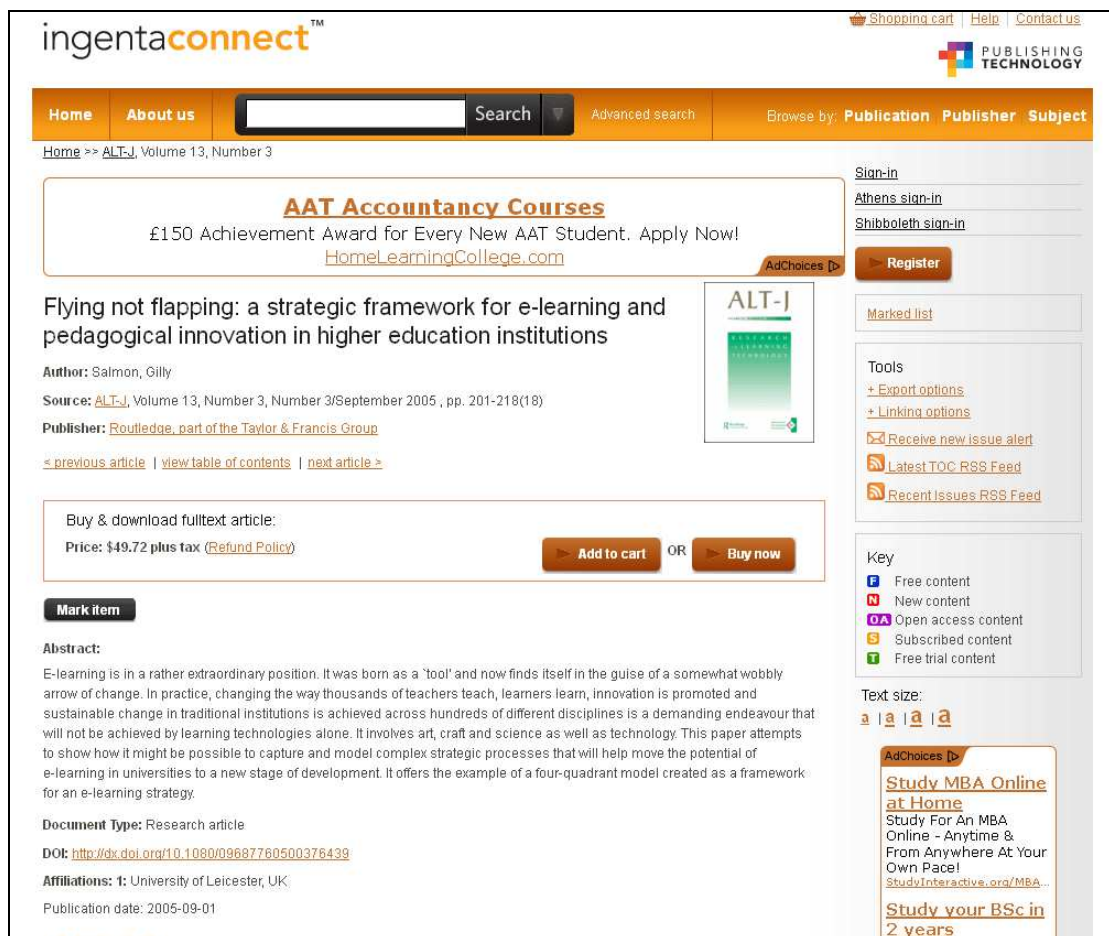 ingentaconnect™
Shopping cart | Help | Contact us
PUBLISHING
TECHNOLOGY
Home About us Search Advanced search Browse by: Publication Publisher Subject
Home >> ALT-J, Volume 13, Number 3
AAT Accountancy Courses
£150 Achievement Award for Every New AAT Student. Apply Now!
HomeLearningCollege.com
AdChoices
Flying not flapping: a strategic framework for e-learning and
pedagogical innovation in higher education institutions
Author: Salmon, Gilly
Source: ALT-J, Volume 13, Number 3, Number 3/September 2005 , pp. 201-218(18)
Publisher: Routledge, part of the Taylor & Francis Group
< previous article | view table of contents | next article >
ALT-J
RESEARCH
IN LEARNING
TECHNOLOGY
Buy & download fulltext article:
Price: $49.72 plus tax (Refund Policy)
Add to cart OR Buy now
Mark item
Abstract:
E-learning is in a rather extraordinary position. It was born as a `tool' and now finds itself in the guise of a somewhat wobbly
arrow of change. In practice, changing the way thousands of teachers teach, learners learn, innovation is promoted and
sustainable change in traditional institutions is achieved across hundreds of different disciplines is a demanding endeavour that
will not be achieved by learning technologies alone. It involves art, craft and science as well as technology. This paper attempts
to show how it might be possible to capture and model complex strategic processes that will help move the potential of
e-learning in universities to a new stage of development. It offers the example of a four-quadrant model created as a framework
for an e-learning strategy.
Document Type: Research article
DOI: http://dx.doi.org/10.1080/09687760500376439
Affiliations: 1: University of Leicester, UK
Publication date: 2005-09-01
Sign-in
Athens sign-in
Shibboleth sign-in
Register
Marked list
Tools
+ Export options
+ Linking options
Receive new issue alert
Latest TOC RSS Feed
Recent Issues RSS Feed
Key
F Free content
N New content
OA Open access content
S Subscribed content
T Free trial content
Text size:
a | a | a | a
AdChoices
Study MBA Online
at Home
Study For An MBA
Online - Anytime &
From Anywhere At Your
Own Pace!
StudyInteractive.org/MBA...
Study your BSc in
2 years